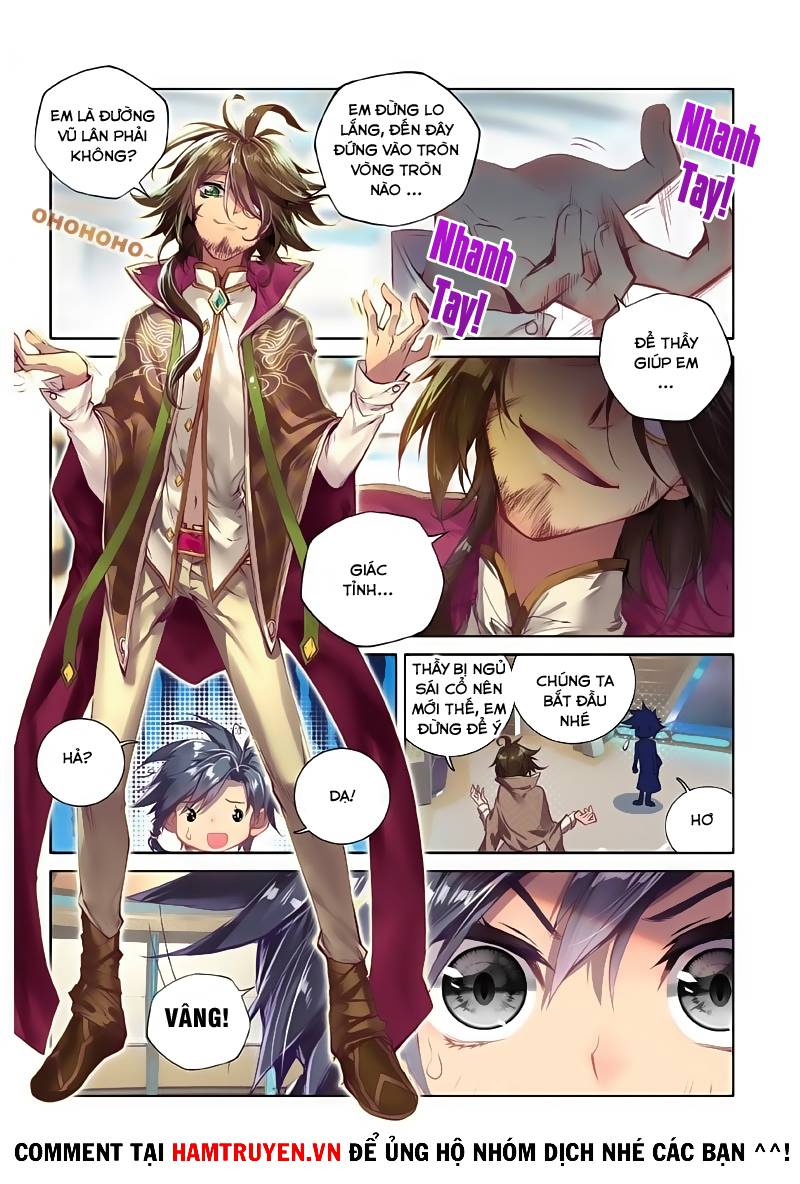 EM LÀ ĐƯỜNG
VŨ LÂN PHẢI
KHÔNG?
OHOHOHO~
EM ĐỪNG LO
LẮNG, ĐẾN ĐÂY
ĐỨNG VÀO TRÒN
VÒNG TRÒN
NÀO ...
Nhanh
Tay!
Nhanh
Tay!
ĐỂ THẦY
GIÚP EM
...
GIÁC
TỈNH...
HẢ?
DẠ!
THẦY BỊ NGỦ
SÁI CỔ NÊN
MỚI THẾ, EM
ĐỪNG ĐỂ Ý
CHÚNG TA
BẮT ĐẦU
NHÉ
HƠ
VÂNG!
COMMENT TẠI HAMTRUYEN.VN ĐỂ ỦNG HỘ NHÓM DỊCH NHÉ CÁC BẠN ^^!